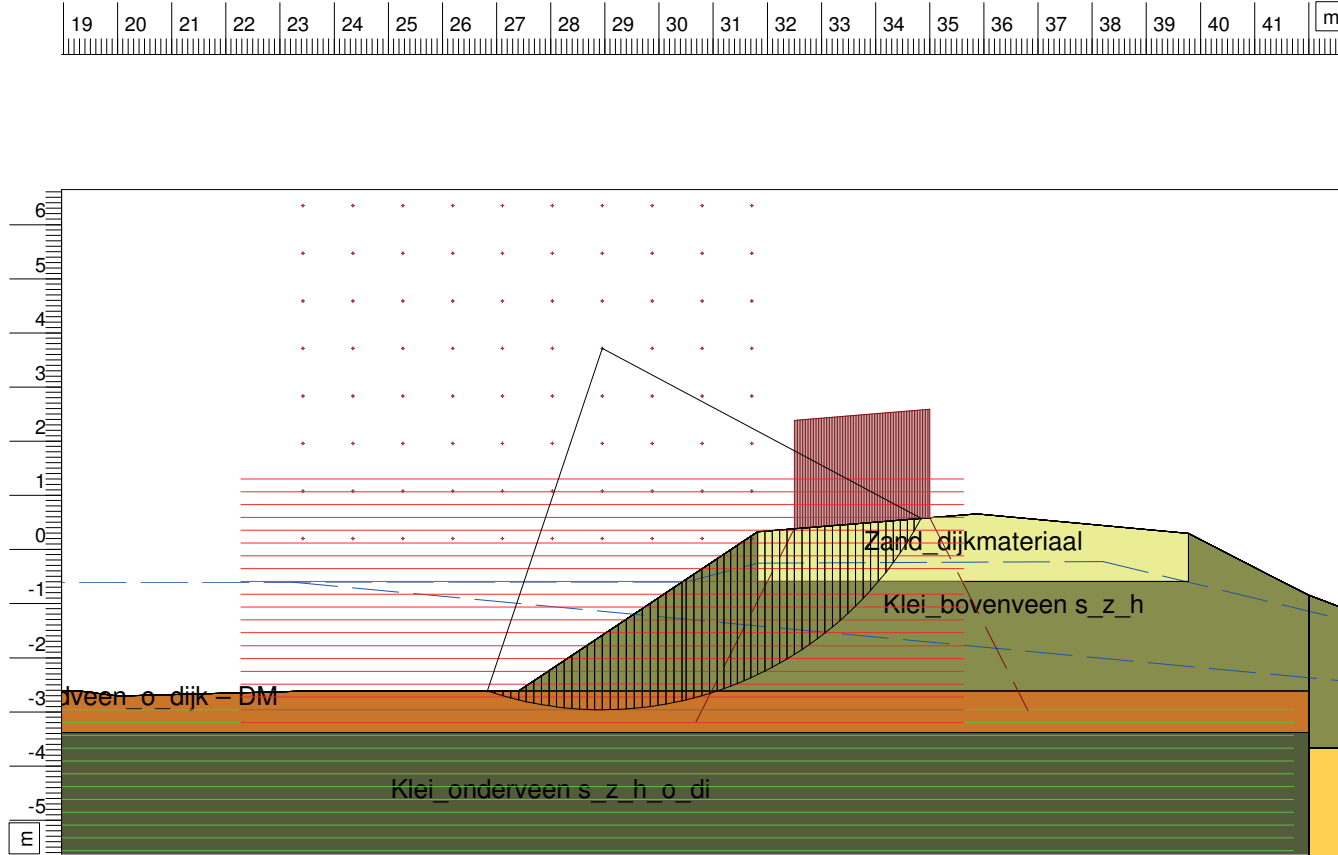 19 20 21 22 23 24 25 26 27 28 29 30 31 32 33 34 35 36 37 38 39 40 41 m
6
5
4
3
2
1
0
Zand_dijkmateriaal
-1
Klei_bovenveen s_z_h
-2
-3
dveen_o_dijk – DM
-4
Klei_onderveen s_z_h_o_di
-5
m